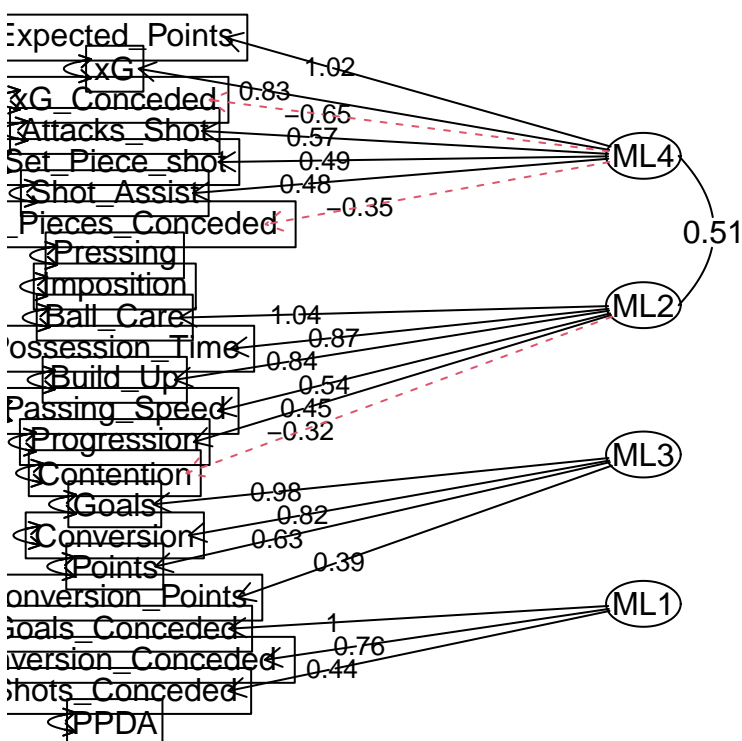 Expected_Points
xG
xG_Conceded
Attacks_Shot
Set_Piece_shot
Shot_Assist
_Pieces_Conceded
Pressing
Imposition
Ball_Care
Possession_Time
Build_Up
Passing_Speed
Progression
Contention
Goals
Conversion
Points
onversion_Points
Goals_Conceded
nversion_Conceded
Shots_Conceded
PPDA
1.02
0.83
−0.65
0.57
0.49
0.48
−0.35
1.04
0.87
0.84
0.54
0.45
−0.32
0.98
0.82
0.63
0.39
1
0.76
0.44
ML4
0.51
ML2
ML3
ML1